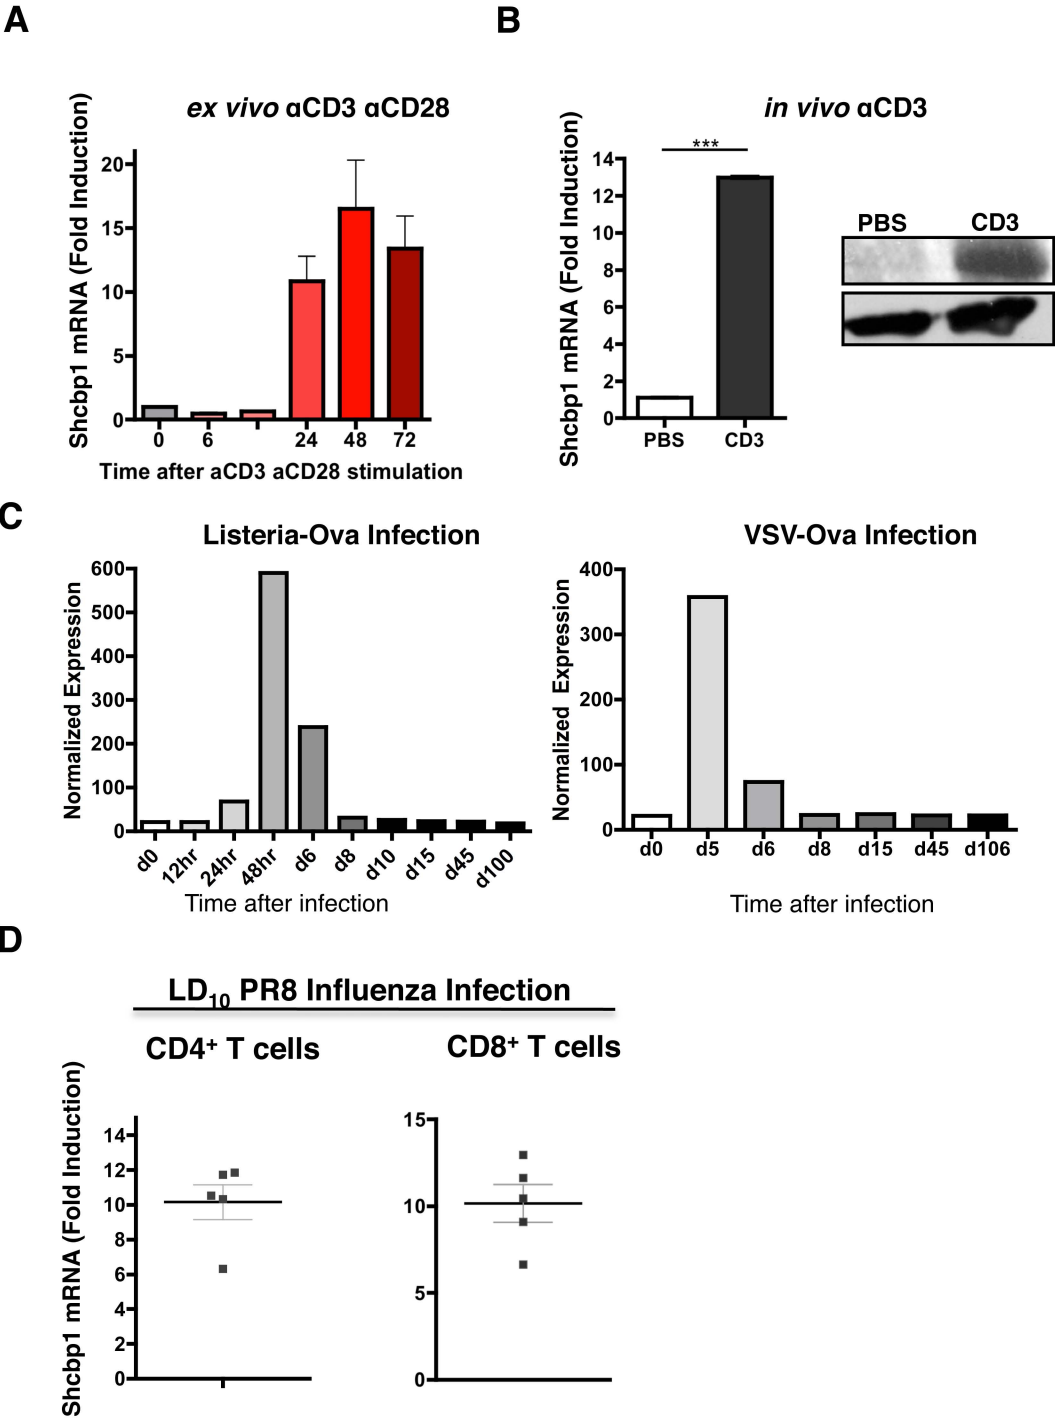 A
ex vivo αCD3 αCD28
Shcbp1 mRNA (Fold Induction)
20
15
10
5
0
0 6 24 48 72
Time after aCD3 aCD28 stimulation
B
in vivo αCD3
Shcbp1 mRNA (Fold Induction)
***
14
12
10
8
6
4
2
0
PBS CD3
PBS CD3
C
Listeria-Ova Infection
Normalized Expression
600
500
400
300
200
100
0
d0 12hr 24hr 48hr d6 d8 d10 d15 d45 d100
Time after infection
VSV-Ova Infection
Normalized Expression
400
300
200
100
0
d0 d5 d6 d8 d15 d45 d106
Time after infection
D
LD10 PR8 Influenza Infection
CD4+ T cells
Shcbp1 mRNA (Fold Induction)
14
12
10
8
6
4
2
0
CD8+ T cells
15
10
5
0